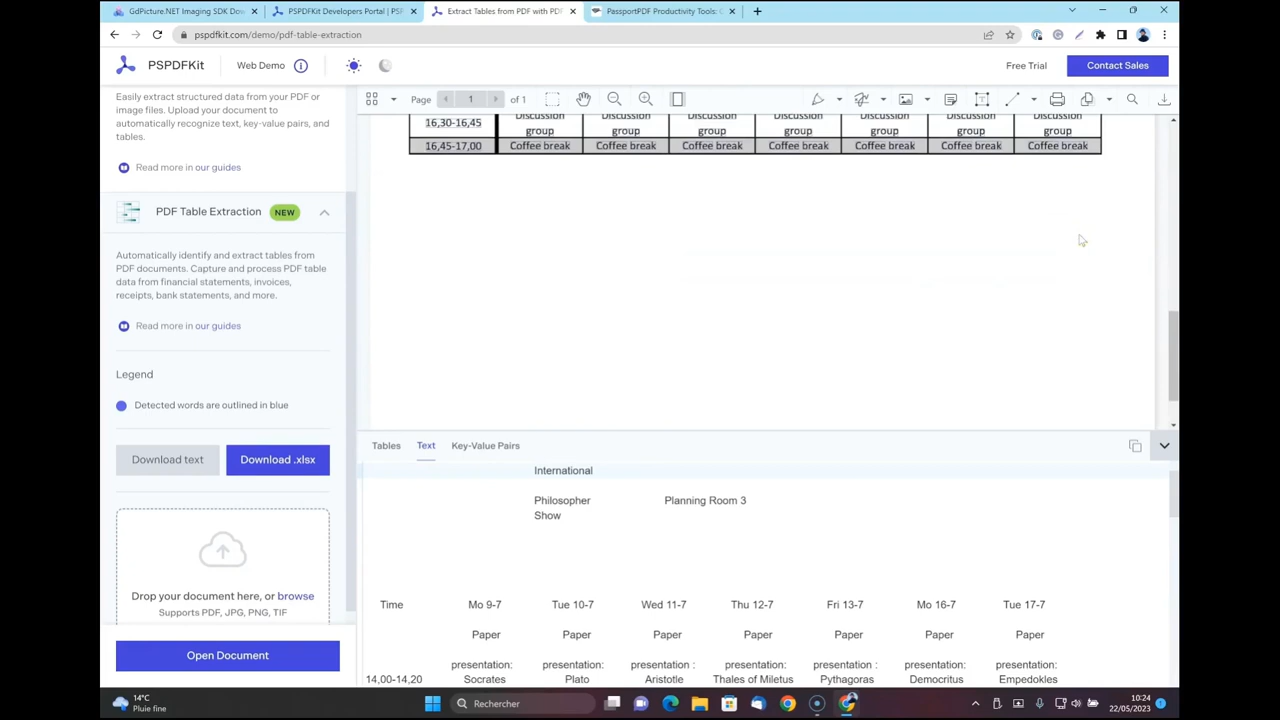 GdPicture.NET Imaging SDK Dow
PSPDFKit Developers Portal | PSP
Extract Tables from PDF with PDF
PassportPDF Productivity Tools: C
pspdfkit.com/demo/pdf-table-extraction
PSPDFKit
Web Demo
Free Trial
Contact Sales
Easily extract structured data from your PDF or
image files. Upload your document to
automatically recognize text, key-value pairs, and
tables.
Read more in our guides
PDF Table Extraction NEW
Automatically identify and extract tables from
PDF documents. Capture and process PDF table
data from financial statements, invoices,
receipts, bank statements, and more.
Read more in our guides
Legend
Detected words are outlined in blue
Download text
Download .xlsx
Drop your document here, or browse
Supports PDF, JPG, PNG, TIF
Open Document
Page 1 of 1
16,30-16,45 Discussion group Discussion group Discussion group Discussion group Discussion group Discussion group Discussion group
16,45-17,00 Coffee break Coffee break Coffee break Coffee break Coffee break Coffee break Coffee break
Tables Text Key-Value Pairs
International
Philosopher Planning Room 3
Show
Time Mo 9-7 Tue 10-7 Wed 11-7 Thu 12-7 Fri 13-7 Mo 16-7 Tue 17-7
Paper Paper Paper Paper Paper Paper Paper
presentation: presentation: presentation : presentation: presentation : presentation: presentation:
14,00-14,20 Socrates Plato Aristotle Thales of Miletus Pythagoras Democritus Empedokles
14°C
Pluie fine
Rechercher
10:24
22/05/2023